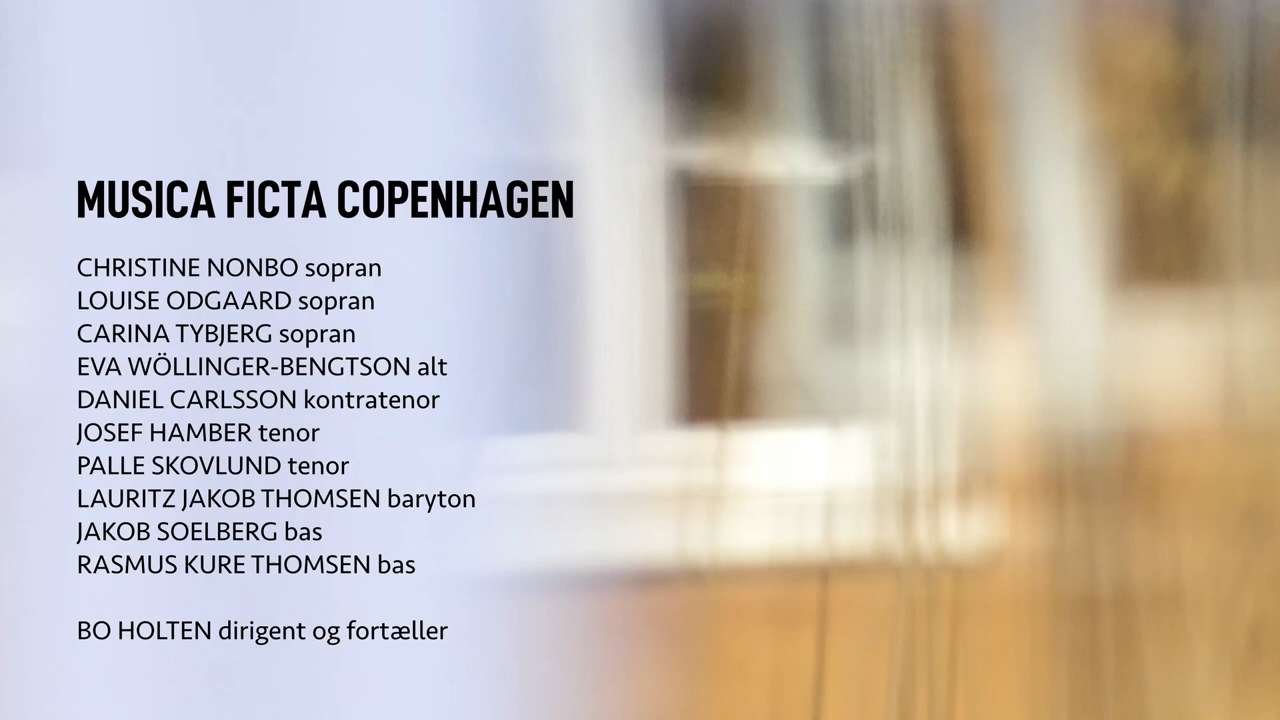 MUSICA FICTA COPENHAGEN
CHRISTINE NONBO sopran
LOUISE ODGAARD sopran
CARINA TYBJERG sopran
EVA WÖLLINGER-BENGTSON alt
DANIEL CARLSSON kontratenor
JOSEF HAMBER tenor
PALLE SKOVLUND tenor
LAURITZ JAKOB THOMSEN baryton
JAKOB SOELBERG bas
RASMUS KURE THOMSEN bas
BO HOLTEN dirigent og fortæller